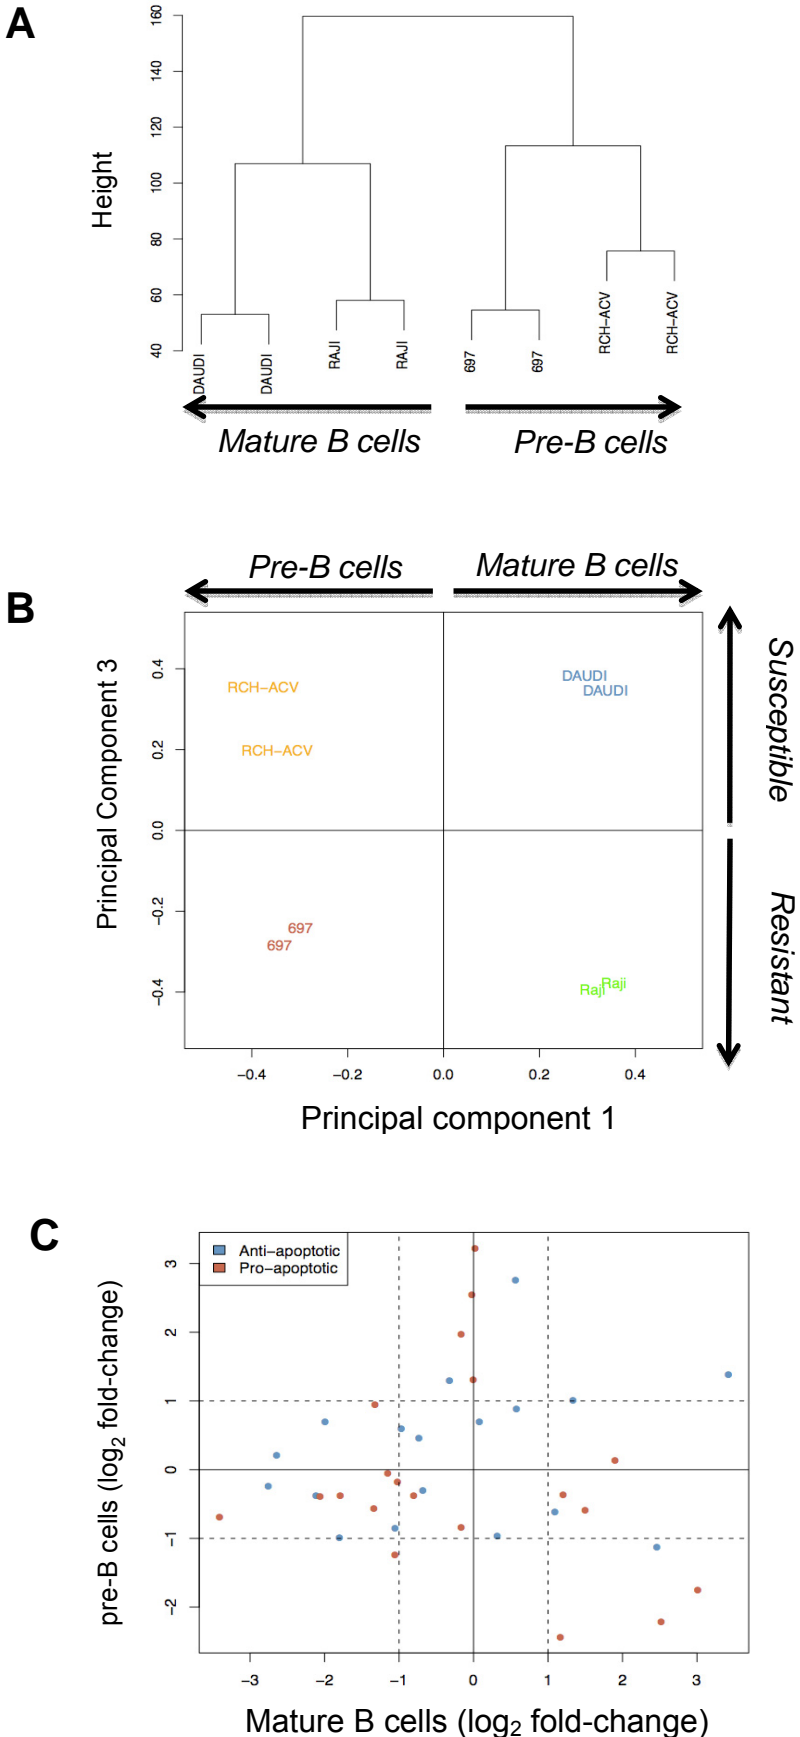 A
Height
160
140
120
100
80
60
40
DAUDI
DAUDI
RAJI
RAJI
697
697
RCH-ACV
RCH-ACV
Mature B cells
Pre-B cells
B
Pre-B cells
Mature B cells
Principal Component 3
0.4
0.2
0.0
−0.2
−0.4
RCH-ACV
RCH-ACV
DAUDI
DAUDI
697
697
Raji
Raji
Susceptible
Resistant
−0.4
−0.2
0.0
0.2
0.4
Principal component 1
C
Anti-apoptotic
Pro-apoptotic
pre-B cells (log2 fold-change)
3
2
1
0
−1
−2
−3
−2
−1
0
1
2
3
Mature B cells (log2 fold-change)